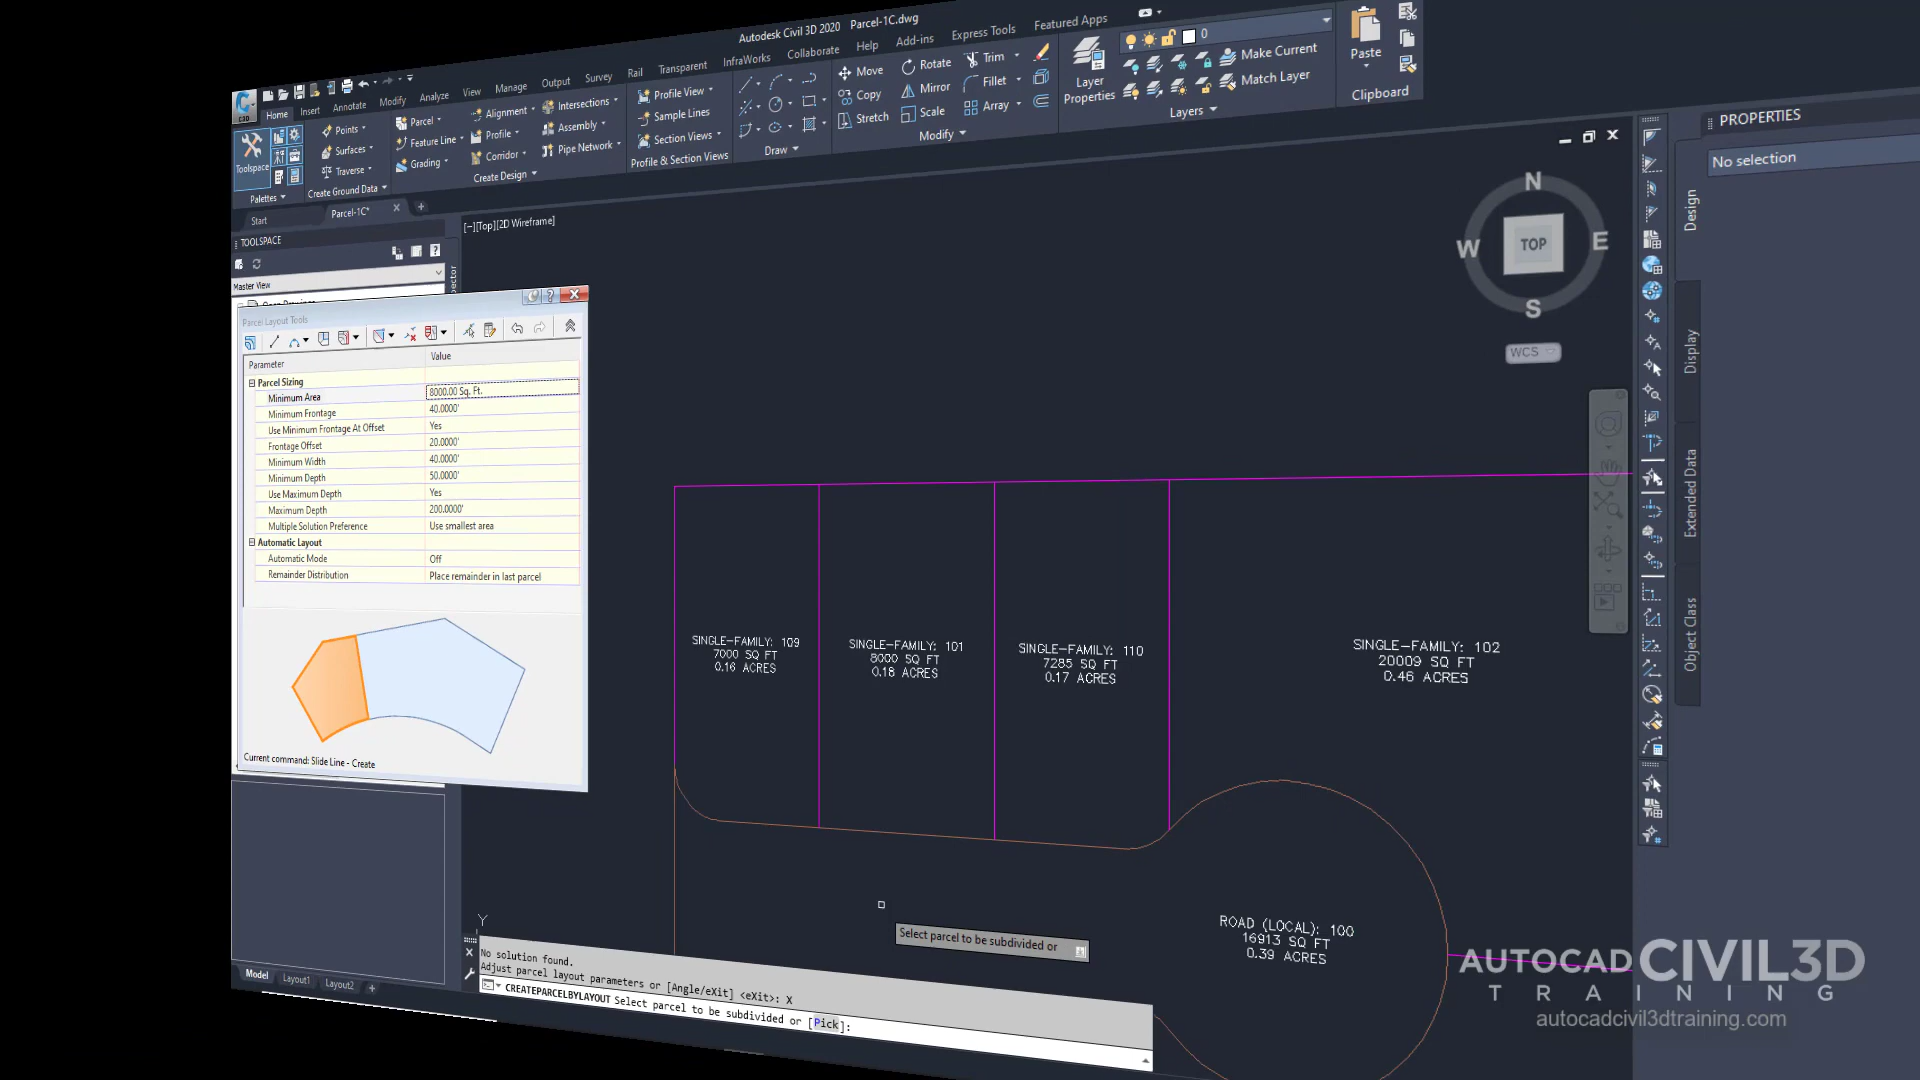 Autodesk Civil 3D 2020 Parcel-1C.dwg
Home
Insert
Annotate
Modify
Analyze
View
Manage
Output
Survey
Rail
Transparent
InfraWorks
Collaborate
Help
Add-ins
Express Tools
Featured Apps
Toolspace
Palettes
Points
Surfaces
Traverse
Create Ground Data
Parcel
Feature Line
Grading
Alignment
Profile
Corridor
Create Design
Intersections
Assembly
Pipe Network
Profile View
Sample Lines
Section Views
Profile & Section Views
Draw
Move
Copy
Stretch
Rotate
Mirror
Scale
Trim
Fillet
Array
Modify
Layer
Properties
0
Make Current
Match Layer
Layers
Paste
Clipboard
Start
Parcel-1C*
TOOLSPACE
Master View
[−][Top][2D Wireframe]
Parcel Layout Tools
Parameter Value
Parcel Sizing
Minimum Area 8000.00 Sq. Ft.
Minimum Frontage 40.0000'
Use Minimum Frontage At Offset Yes
Frontage Offset 20.0000'
Minimum Width 40.0000'
Minimum Depth 50.0000'
Use Maximum Depth Yes
Maximum Depth 200.0000'
Multiple Solution Preference Use smallest area
Automatic Layout
Automatic Mode Off
Remainder Distribution Place remainder in last parcel
Current command: Slide Line - Create
N
W
TOP
E
S
WCS
PROPERTIES
No selection
Design
Display
Extended Data
Object Class
SINGLE-FAMILY: 109
7000 SQ FT
0.16 ACRES
SINGLE-FAMILY: 101
8000 SQ FT
0.18 ACRES
SINGLE-FAMILY: 110
7285 SQ FT
0.17 ACRES
SINGLE-FAMILY: 102
20009 SQ FT
0.46 ACRES
ROAD (LOCAL): 100
16913 SQ FT
0.39 ACRES
Select parcel to be subdivided or
Y
No solution found.
Adjust parcel layout parameters or [Angle/eXit] <eXit>: X
CREATEPARCELBYLAYOUT Select parcel to be subdivided or [Pick]:
Model
Layout1
Layout2
AUTOCAD CIVIL3D
TRAINING
autocadcivil3dtraining.com